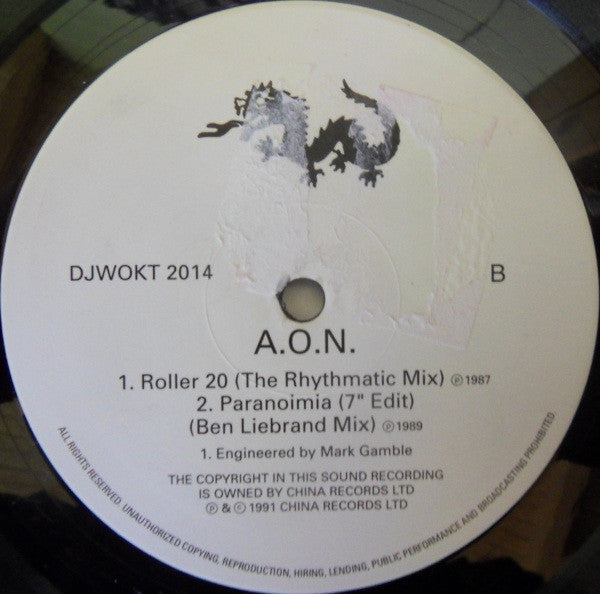 DJWOKT 2014
B
A.O.N.
1. Roller 20 (The Rhythmatic Mix) ℗ 1987
2. Paranoimia (7" Edit)
(Ben Liebrand Mix) ℗ 1989
1. Engineered by Mark Gamble
THE COPYRIGHT IN THIS SOUND RECORDING
IS OWNED BY CHINA RECORDS LTD
℗ & © 1991 CHINA RECORDS LTD
ALL RIGHTS RESERVED. UNAUTHORIZED COPYING, REPRODUCTION, HIRING, LENDING, PUBLIC PERFORMANCE AND BROADCASTING PROHIBITED